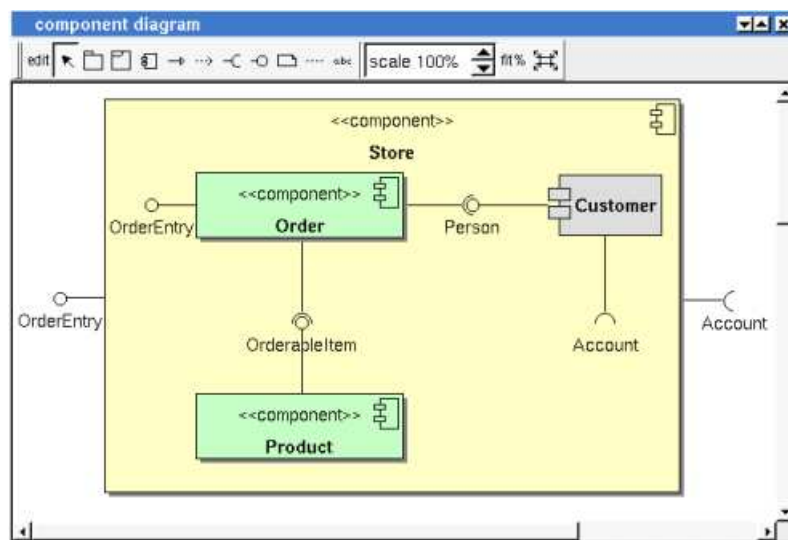 component diagram
edit
abc
scale 100%
fit%
<<component>>
Store
<<component>>
Order
OrderEntry
Person
Customer
OrderEntry
OrderableItem
Account
Account
<<component>>
Product